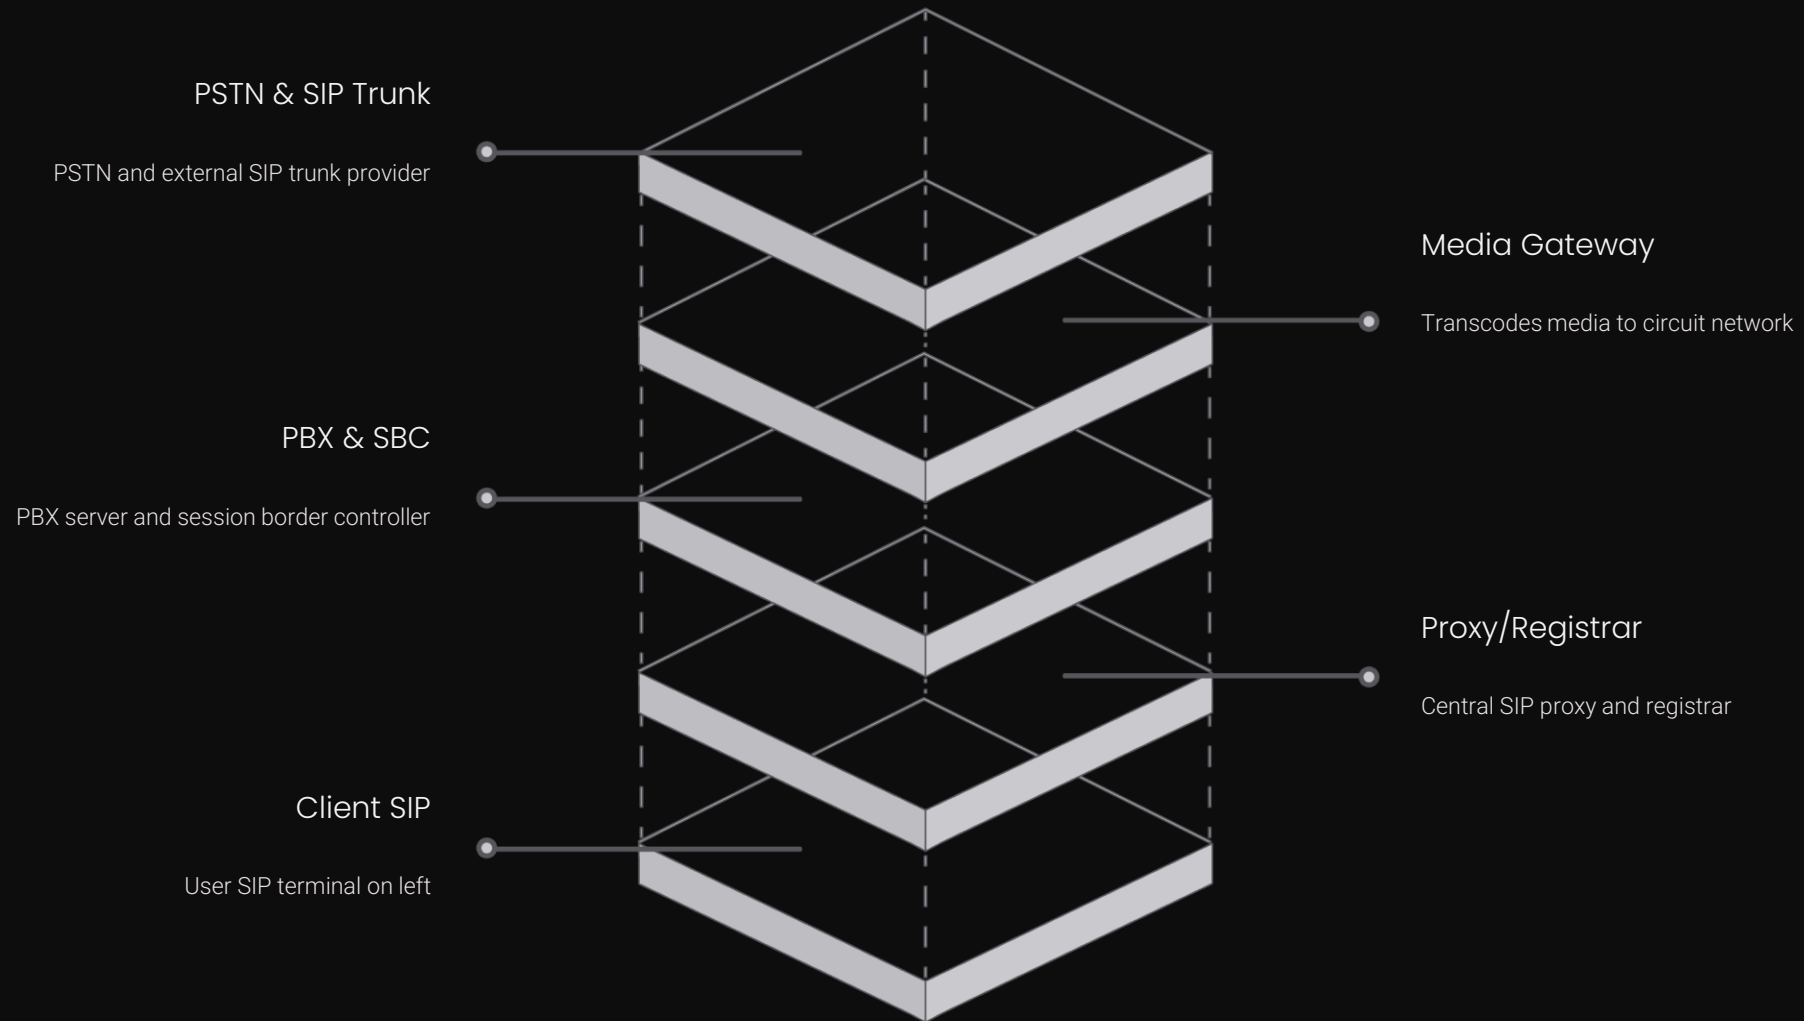 PSTN & SIP Trunk
PSTN and external SIP trunk provider
Media Gateway
Transcodes media to circuit network
PBX & SBC
PBX server and session border controller
Proxy/Registrar
Central SIP proxy and registrar
Client SIP
User SIP terminal on left